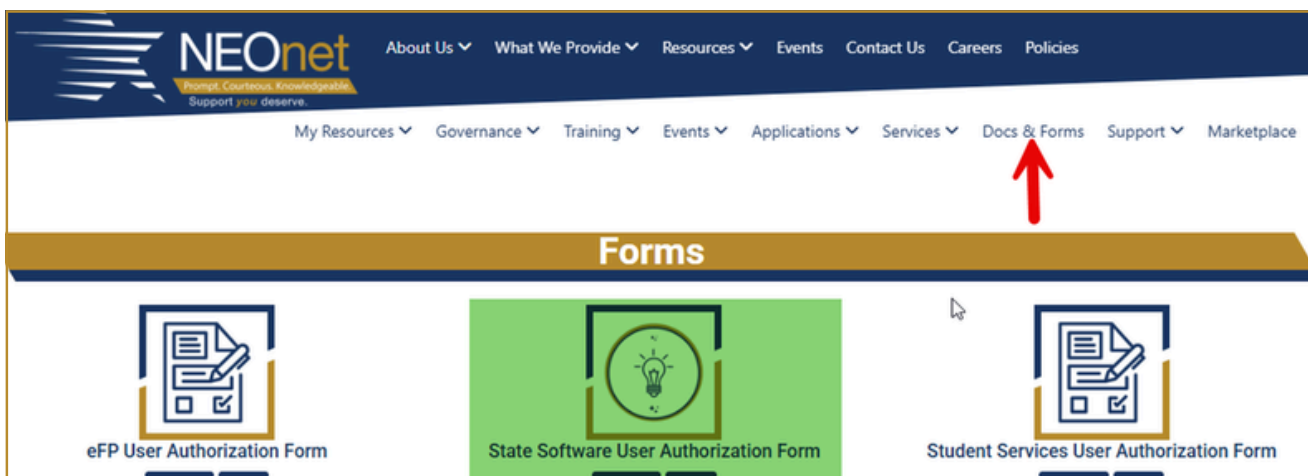 NEOnet
Prompt. Courteous. Knowledgeable.
Support you deserve.
About Us What We Provide Resources Events Contact Us Careers Policies
My Resources Governance Training Events Applications Services Docs & Forms Support Marketplace
Forms
eFP User Authorization Form State Software User Authorization Form Student Services User Authorization Form